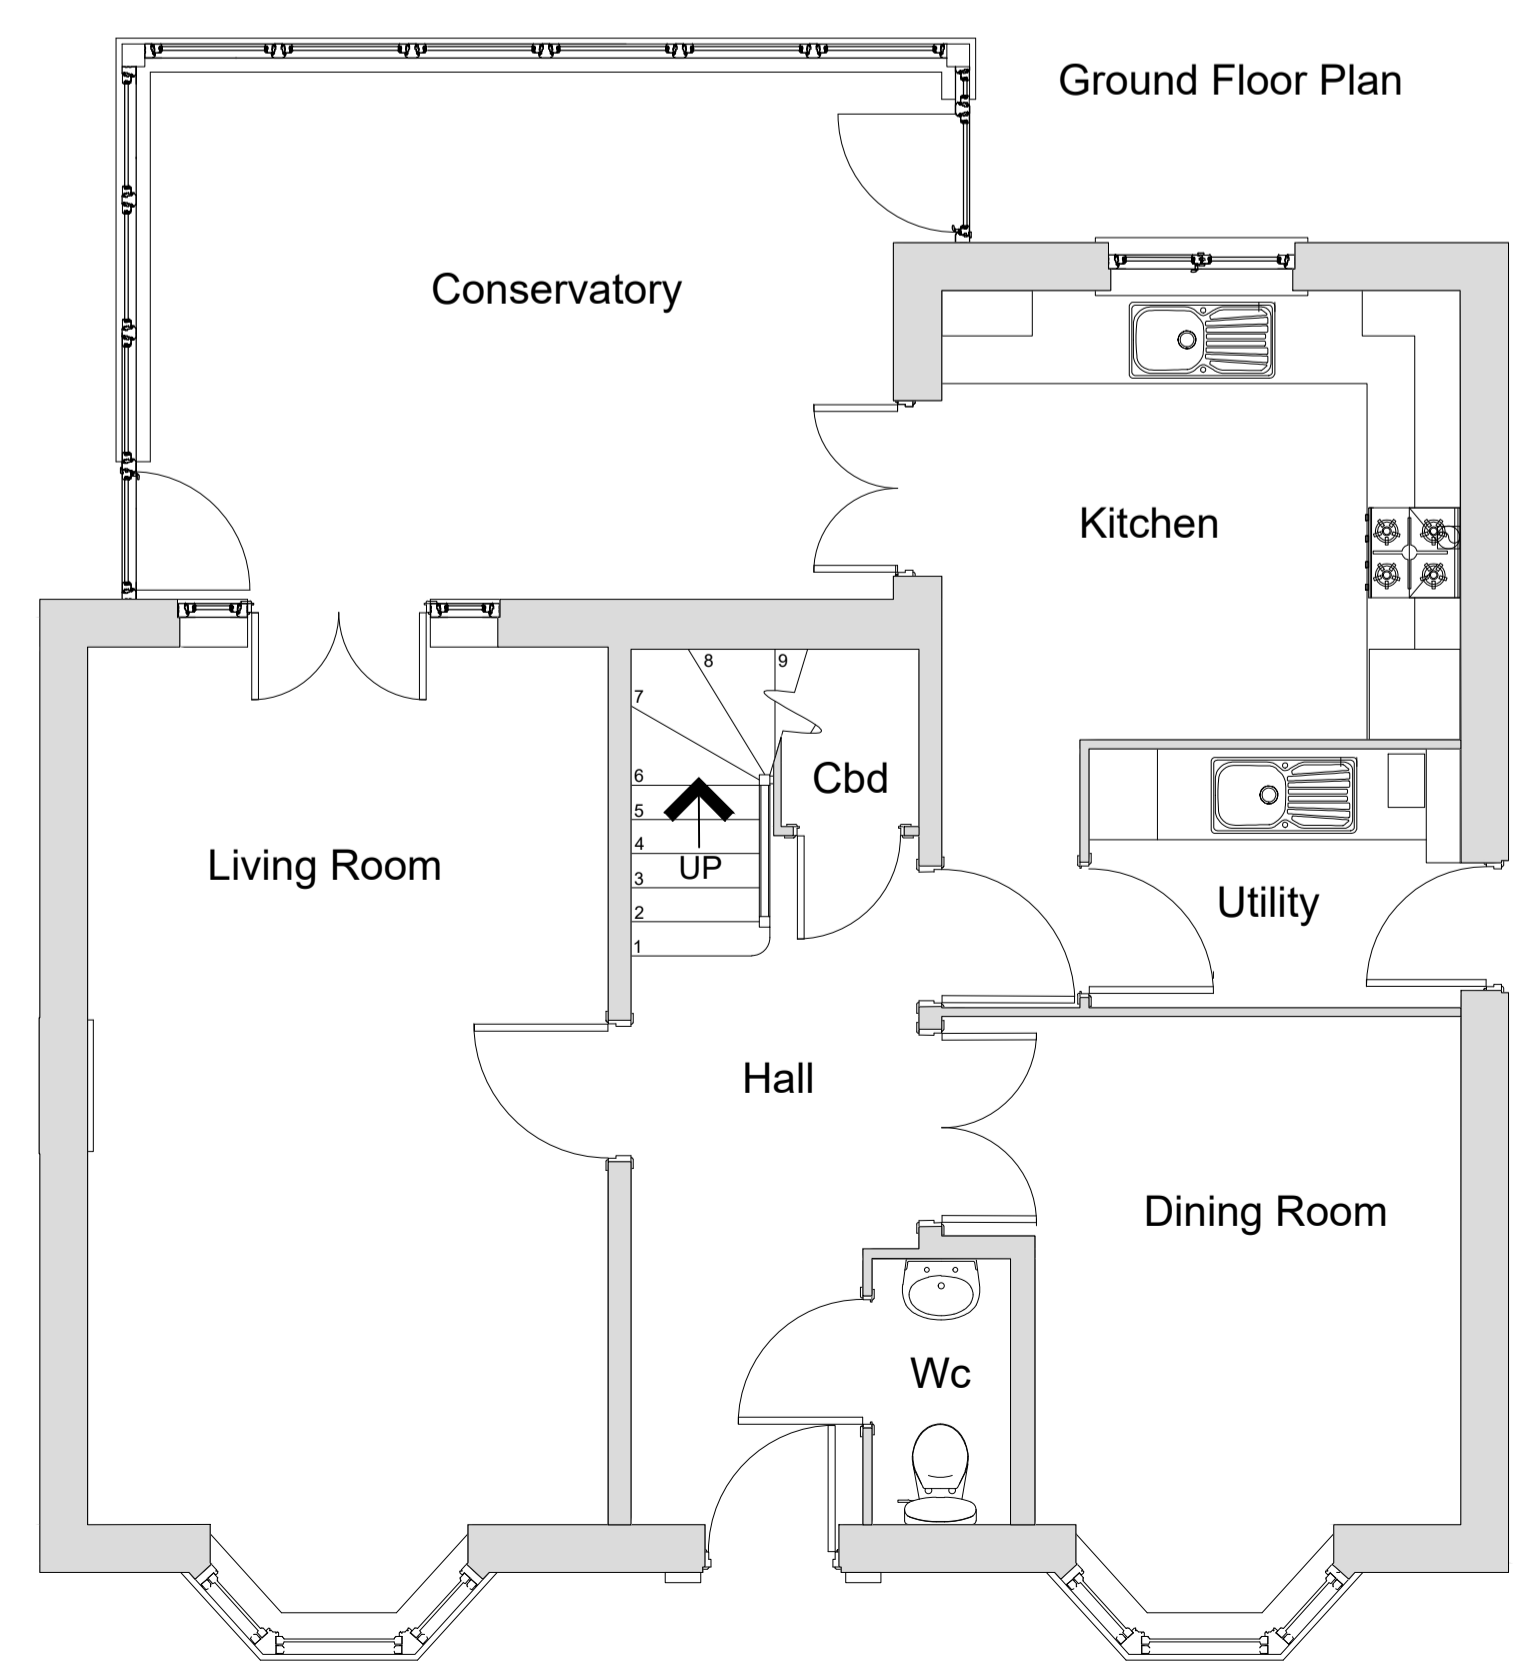 Ground Floor Plan
Conservatory
Kitchen
8
9
7
6
5
4
3
2
1
UP
Cbd
Living Room
Utility
Hall
Dining Room
Wc